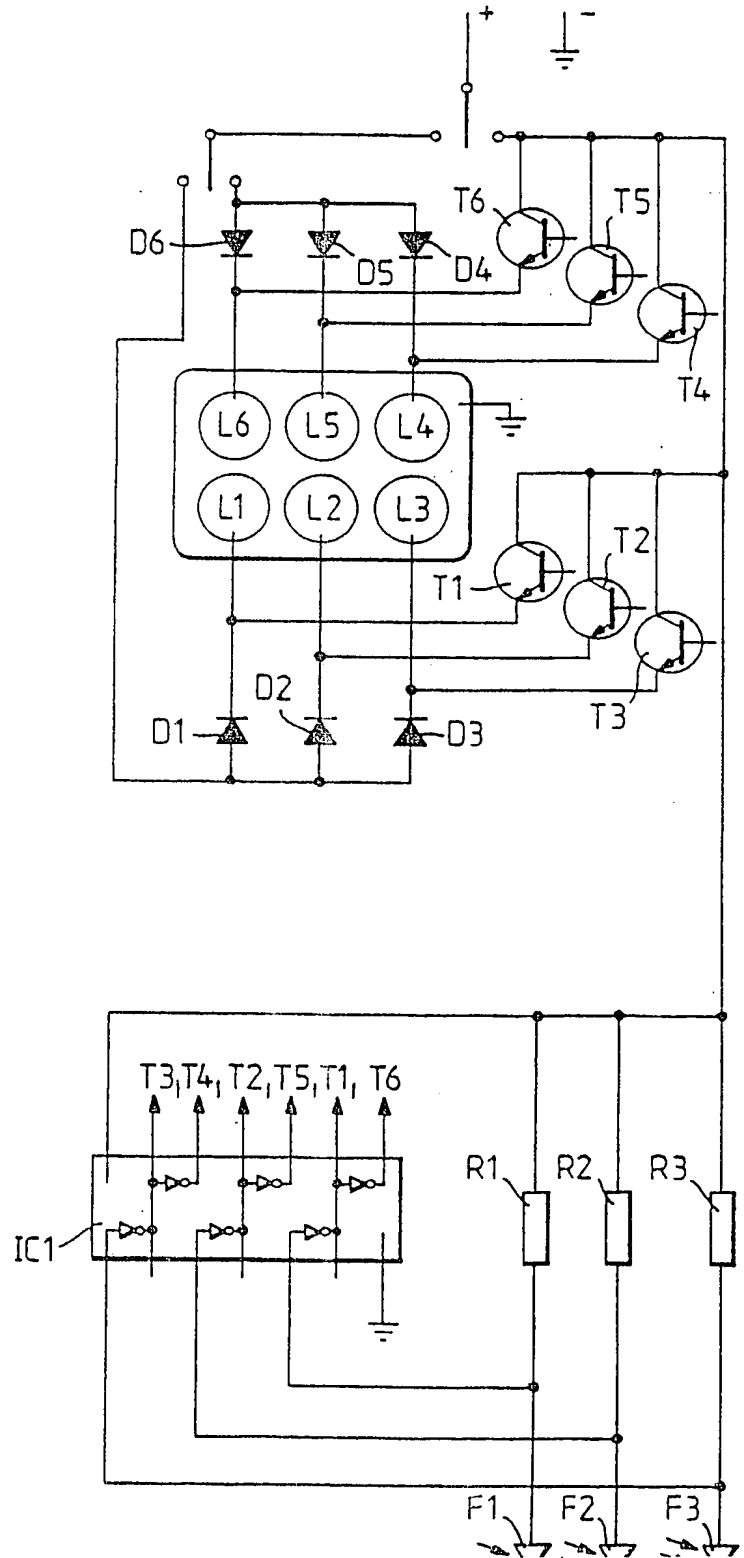 + −
T6 T5
D6 D5 D4
T4
L6 L5 L4
L1 L2 L3
T1 T2
D2
D1 D3 T3
T3, T4, T2, T5, T1, T6
R1 R2 R3
IC1
F1 F2 F3